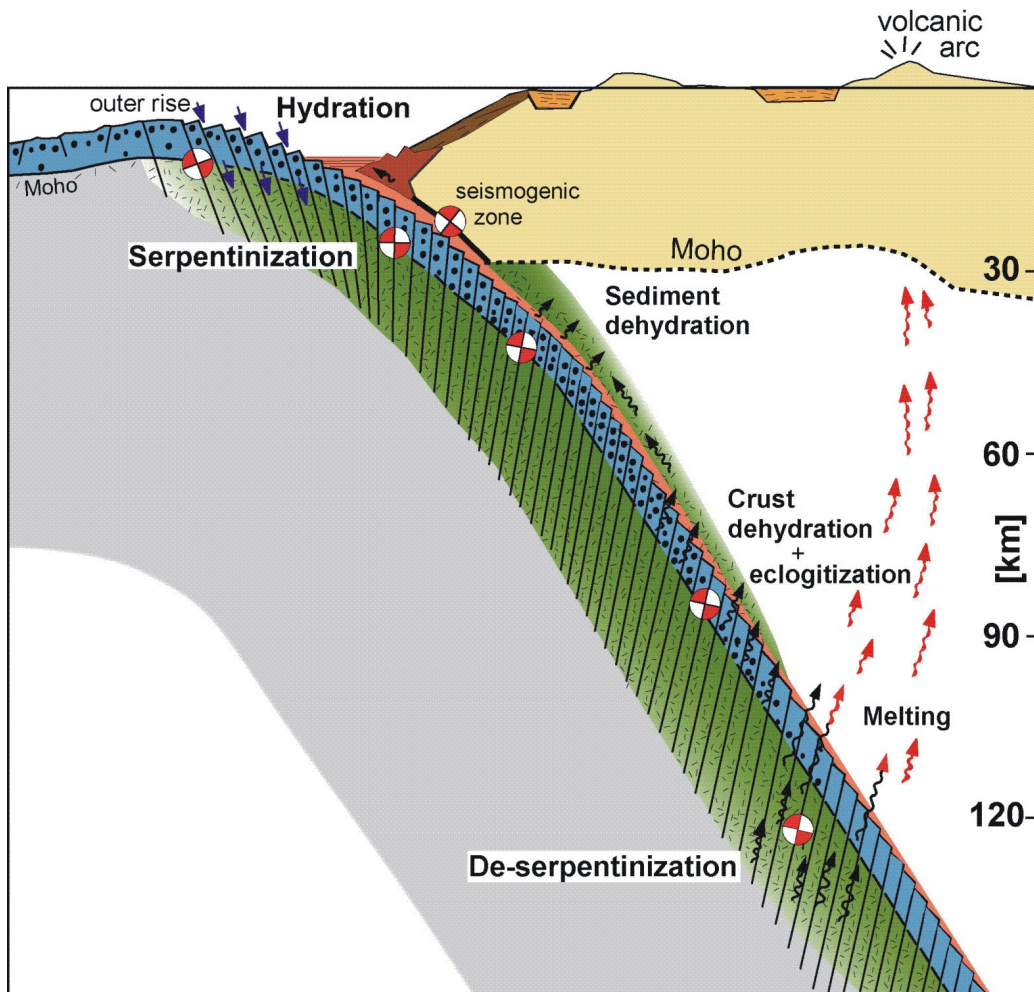 volcanic
arc
outer rise
Hydration
Moho
seismogenic
zone
Serpentinization
Moho
30
Sediment
dehydration
60
Crust
dehydration
+
eclogitization
[km]
90
Melting
120
De-serpentinization